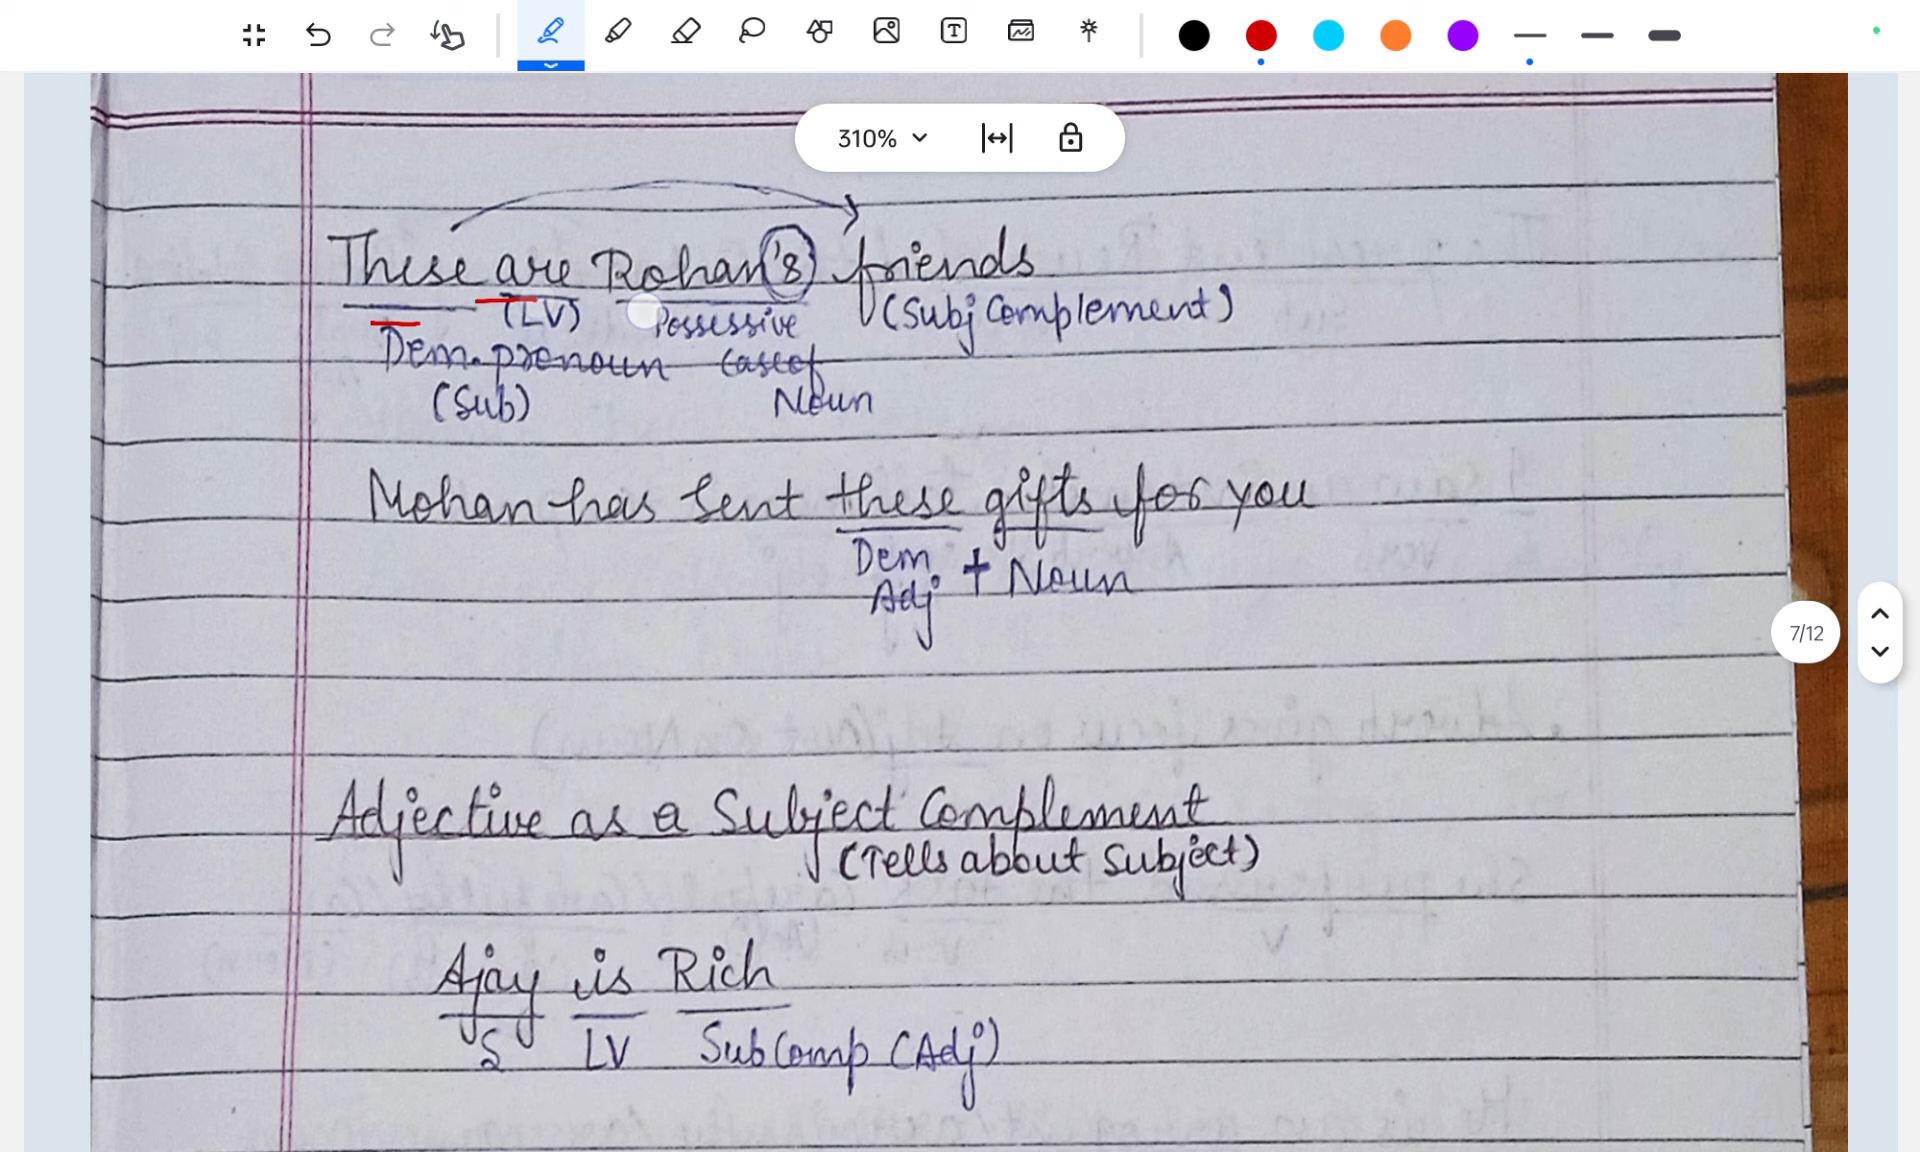 310%
These are Rohan's friends
(LV) Possessive (Subj Complement)
Dem. pronoun Case of
(Sub) Noun
Mohan has sent these gifts for you
Dem + Noun
Adj
7/12
Adjective as a Subject Complement
(Tells about Subject)
Ajay is Rich
S LV SubComp (Adj)